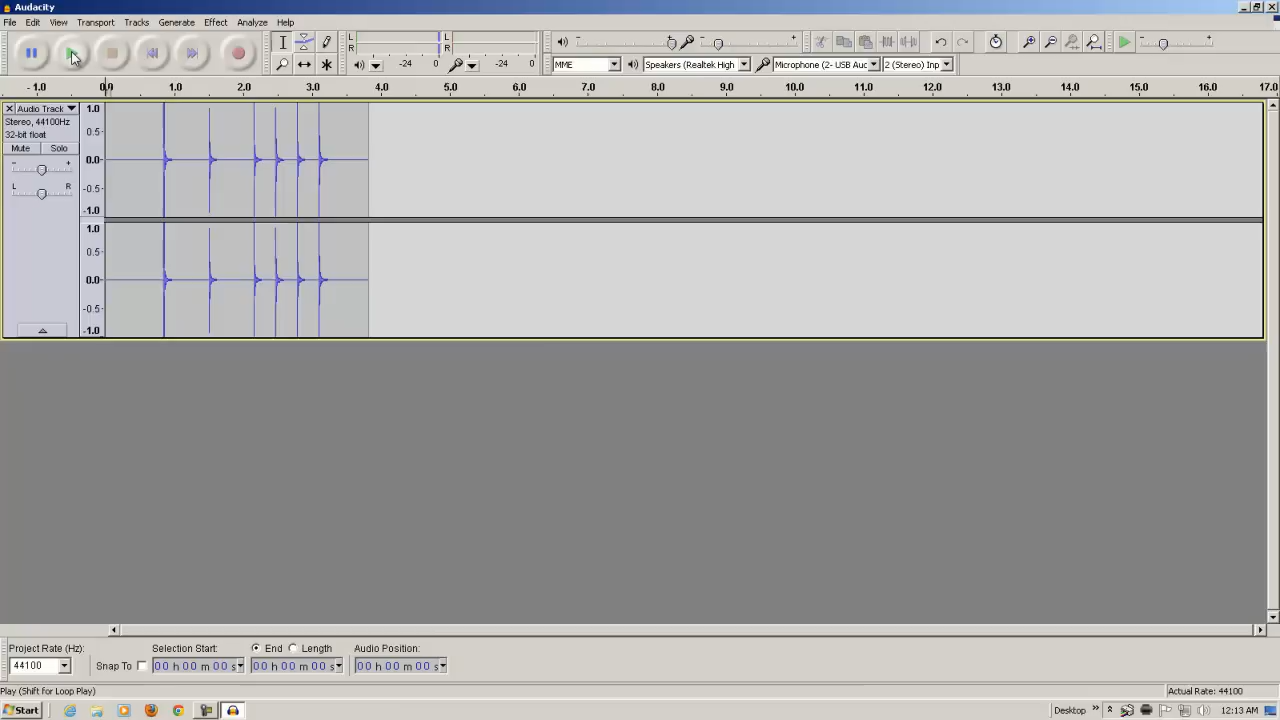 Audacity
File Edit View Transport Tracks Generate Effect Analyze Help
L
R
-24 0
L
R
-24 0
MME Speakers (Realtek High Microphone (2- USB Auc 2 (Stereo) Inp
- 1.0 0.0 1.0 2.0 3.0 4.0 5.0 6.0 7.0 8.0 9.0 10.0 11.0 12.0 13.0 14.0 15.0 16.0 17.0
Audio Track
Stereo, 44100Hz
32-bit float
Mute Solo
- +
L R
1.0
0.5
0.0
-0.5
-1.0
1.0
0.5
0.0
-0.5
-1.0
Project Rate (Hz): Selection Start: End Length Audio Position:
44100 Snap To 00 h 00 m 00 s 00 h 00 m 00 s 00 h 00 m 00 s
Play (Shift for Loop Play) Actual Rate: 44100
Start Desktop 12:13 AM